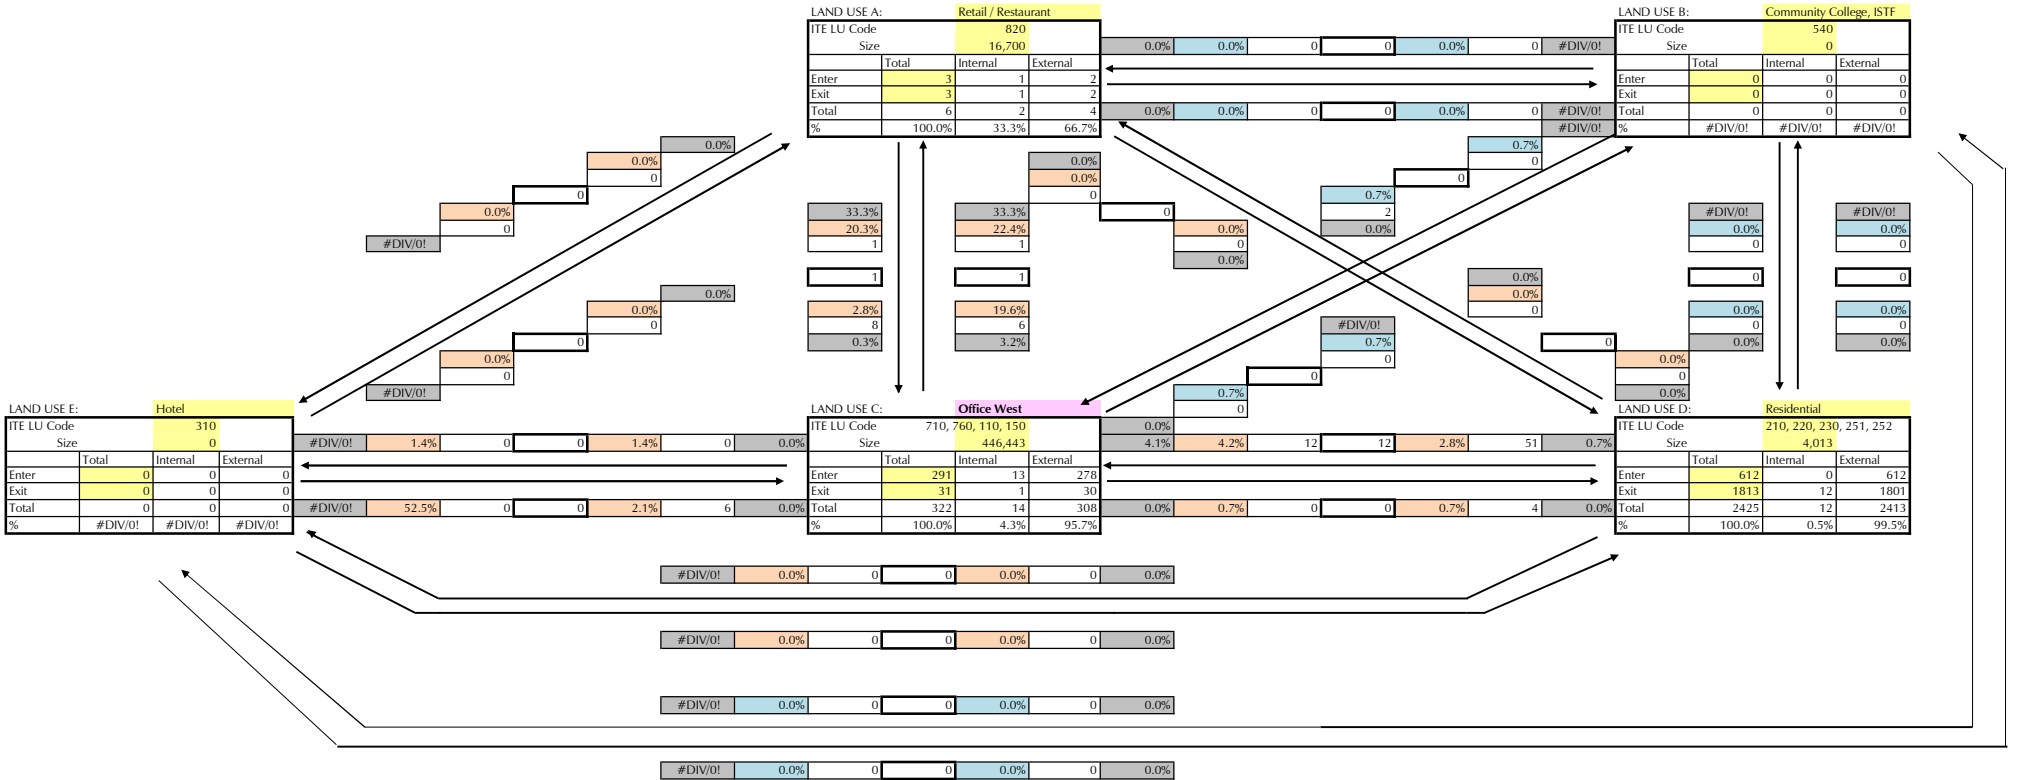 LAND USE A: Retail / Restaurant LAND USE B: Community College, ISTF
ITE LU Code 820 ITE LU Code 540
Size 16,700 0.0% 0.0% 0 0 0.0% 0 #DIV/0! Size 0
Total Internal External Total Internal External
Enter 3 1 2 Enter 0 0 0
Exit 3 1 2 Exit 0 0 0
Total 6 2 4 0.0% 0.0% 0 0 0.0% 0 #DIV/0! Total 0 0 0
% 100.0% 33.3% 66.7% #DIV/0! % #DIV/0! #DIV/0! #DIV/0!
0.0% 0.7%
0.0% 0.0% 0
0 0.0% 0
0 0 0.7%
0.0% 33.3% 33.3% 0 2 #DIV/0! #DIV/0!
0 20.3% 22.4% 0.0% 0.0% 0.0% 0.0%
#DIV/0! 1 1 0 0 0
0.0%
1 1 0.0% 0 0
0.0% 0.0%
0.0% 2.8% 19.6% 0 0.0% 0.0%
0 8 6 #DIV/0! 0 0
0 0.3% 3.2% 0.7% 0 0.0% 0.0%
0.0% 0 0.0%
0 0 0
#DIV/0! 0.7% 0.0%
LAND USE E: Hotel LAND USE C: Office West 0 LAND USE D: Residential
ITE LU Code 310 ITE LU Code 710, 760, 110, 150 0.0% ITE LU Code 210, 220, 230, 251, 252
Size 0 #DIV/0! 1.4% 0 0 1.4% 0 0.0% Size 446,443 4.1% 4.2% 12 12 2.8% 51 0.7% Size 4,013
Total Internal External Total Internal External Total Internal External
Enter 0 0 0 Enter 291 13 278 Enter 612 0 612
Exit 0 0 0 Exit 31 1 30 Exit 1813 12 1801
Total 0 0 0 #DIV/0! 52.5% 0 0 2.1% 6 0.0% Total 322 14 308 0.0% 0.7% 0 0 0.7% 4 0.0% Total 2425 12 2413
% #DIV/0! #DIV/0! #DIV/0! % 100.0% 4.3% 95.7% % 100.0% 0.5% 99.5%
#DIV/0! 0.0% 0 0 0.0% 0 0.0%
#DIV/0! 0.0% 0 0 0.0% 0 0.0%
#DIV/0! 0.0% 0 0 0.0% 0 0.0%
#DIV/0! 0.0% 0 0 0.0% 0 0.0%